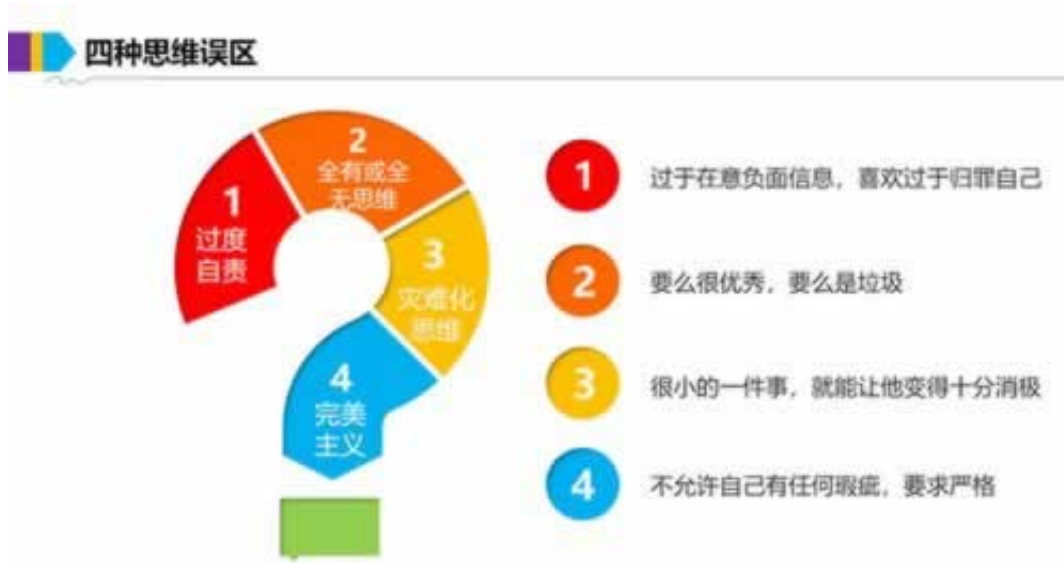 四种思维误区
1
过度
自责
2
全有或全
无思维
3
灾难化
思维
4
完美
主义
1
过于在意负面信息，喜欢过于归罪自己
2
要么很优秀，要么是垃圾
3
很小的一件事，就能让他变得十分消极
4
不允许自己有任何瑕疵，要求严格